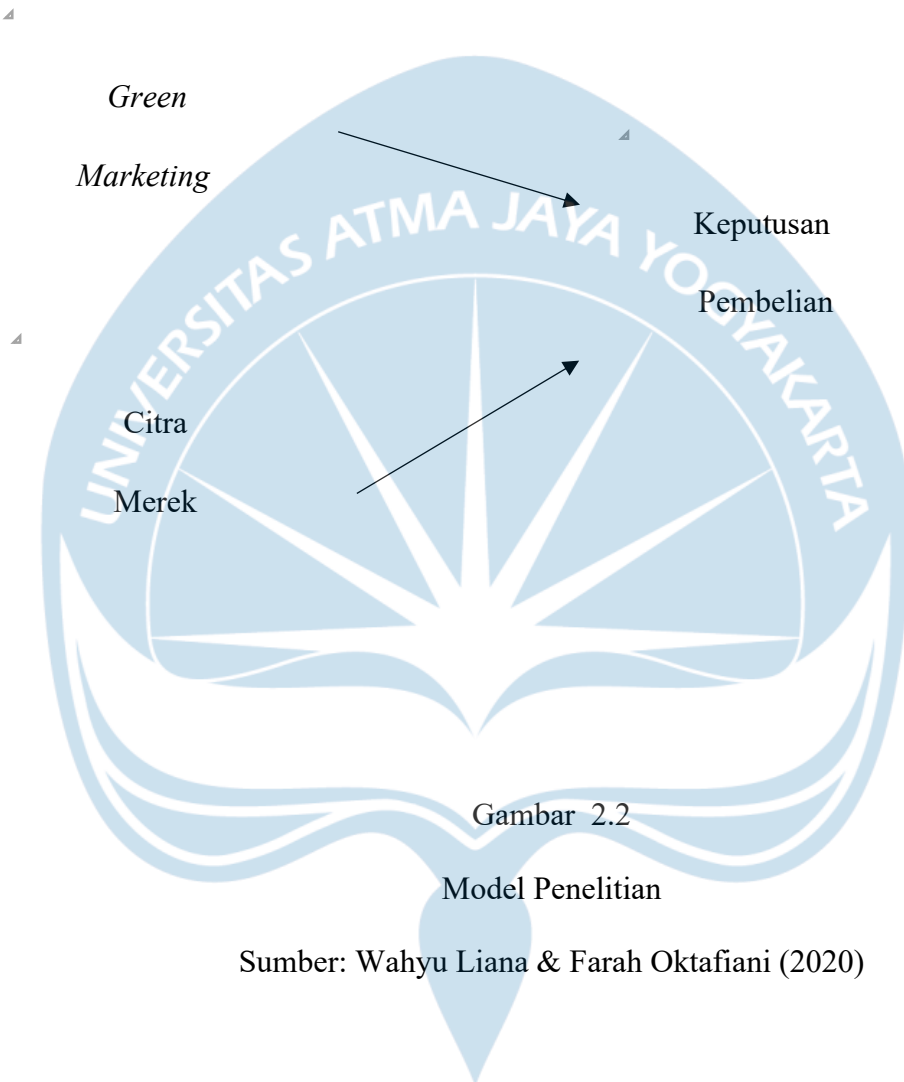 Green
Marketing
Keputusan
Pembelian
UNIVERSITAS ATMA JAYA YOGYAKARTA
Citra
Merek
Gambar 2.2
Model Penelitian
Sumber: Wahyu Liana & Farah Oktafiani (2020)